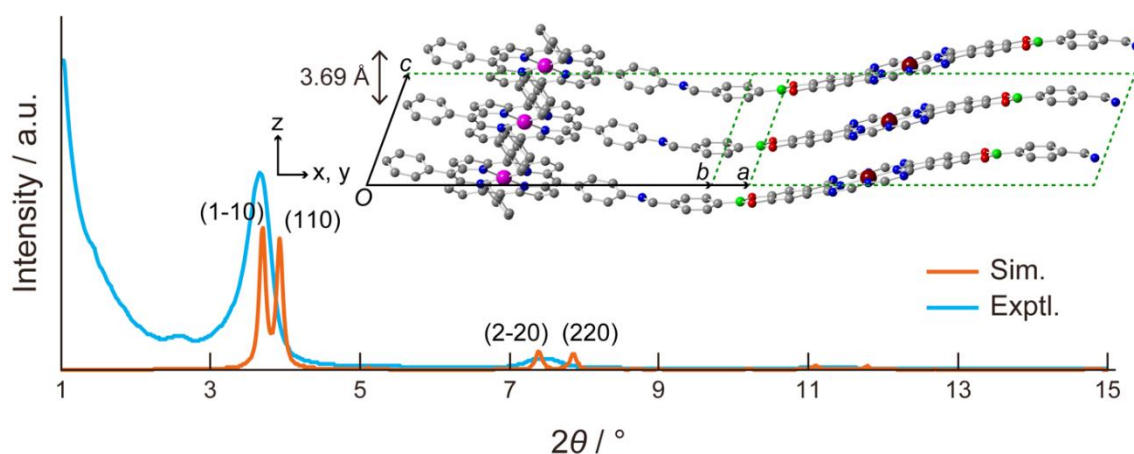 Intensity / a.u.
3.69 Å
c
z
x, y
O
b
a
(1-10)
(110)
(2-20)
(220)
Sim.
Exptl.
1
3
5
7
9
11
13
15
2θ / °